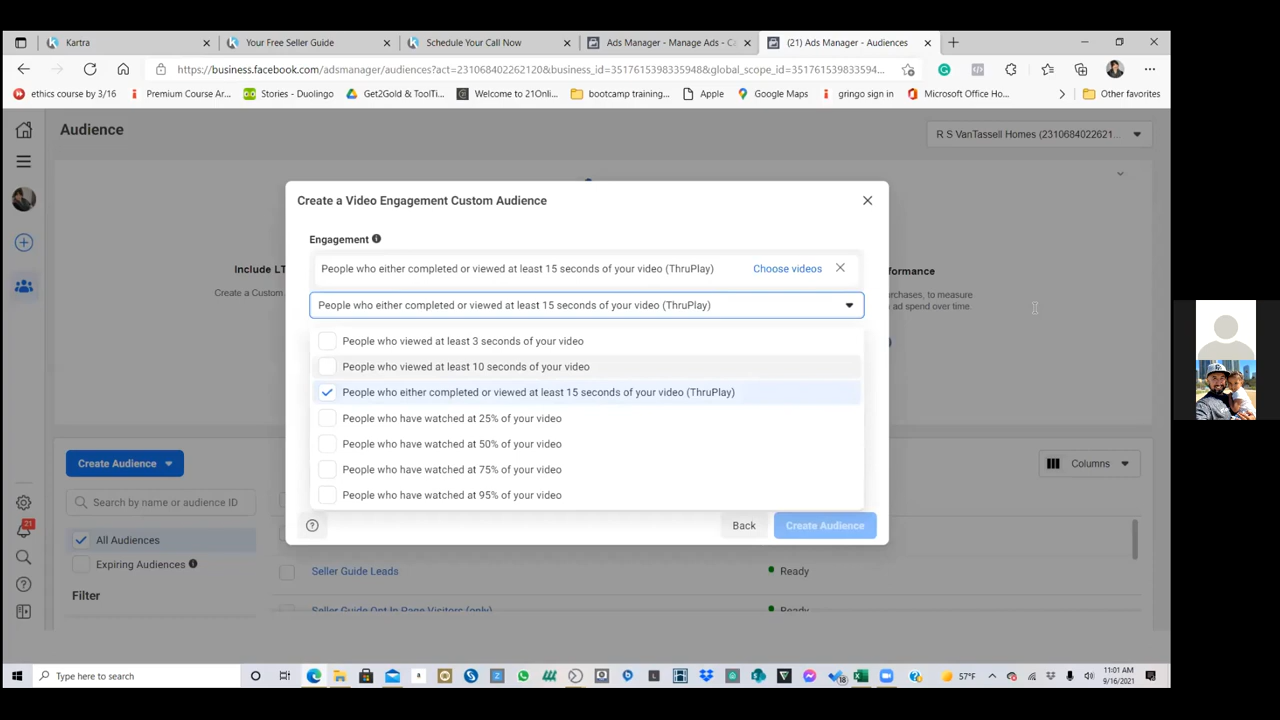 Kartra
Your Free Seller Guide
Schedule Your Call Now
Ads Manager - Manage Ads - Ca
(21) Ads Manager - Audiences
https://business.facebook.com/adsmanager/audiences?act=231068402262120&business_id=3517615398335948&global_scope_id=351761539833594...
ethics course by 3/16
Premium Course Ar...
Stories - Duolingo
Get2Gold & ToolTi...
Welcome to 21Onli...
bootcamp training...
Apple
Google Maps
gringo sign in
Microsoft Office Ho...
Other favorites
Audience
R S VanTassell Homes (2310684022621...
Create a Video Engagement Custom Audience
Engagement
Include LT
Create a Custom
People who either completed or viewed at least 15 seconds of your video (ThruPlay)
Choose videos
formance
rchases, to measure
ad spend over time.
People who either completed or viewed at least 15 seconds of your video (ThruPlay)
People who viewed at least 3 seconds of your video
People who viewed at least 10 seconds of your video
People who either completed or viewed at least 15 seconds of your video (ThruPlay)
People who have watched at 25% of your video
People who have watched at 50% of your video
People who have watched at 75% of your video
People who have watched at 95% of your video
Create Audience
Columns
Search by name or audience ID
Back
Create Audience
21
All Audiences
Expiring Audiences
Seller Guide Leads
Ready
Filter
Seller Guide Opt In Page Visitors (only)
Ready
Type here to search
18
57°F
11:01 AM
9/16/2021